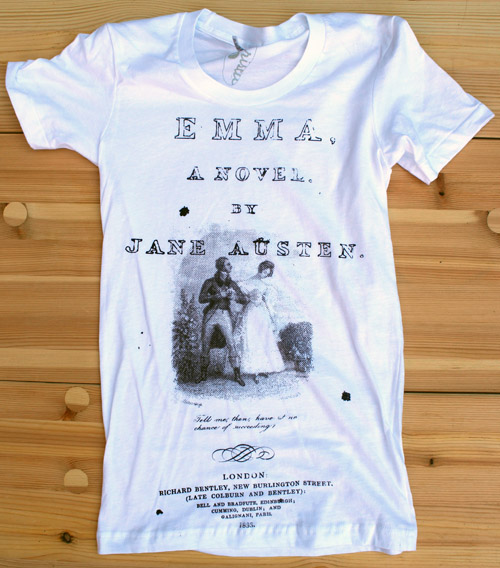 EMMA,
A NOVEL.
BY
JANE AUSTEN.
Tell me, then, have I no
chance of succeeding?
LONDON:
RICHARD BENTLEY, NEW BURLINGTON STREET.
(LATE COLBURN AND BENTLEY):
BELL AND BRADFUTE, EDINBURGH;
CUMMING, DUBLIN; AND
GALIGNANI, PARIS.
1833.